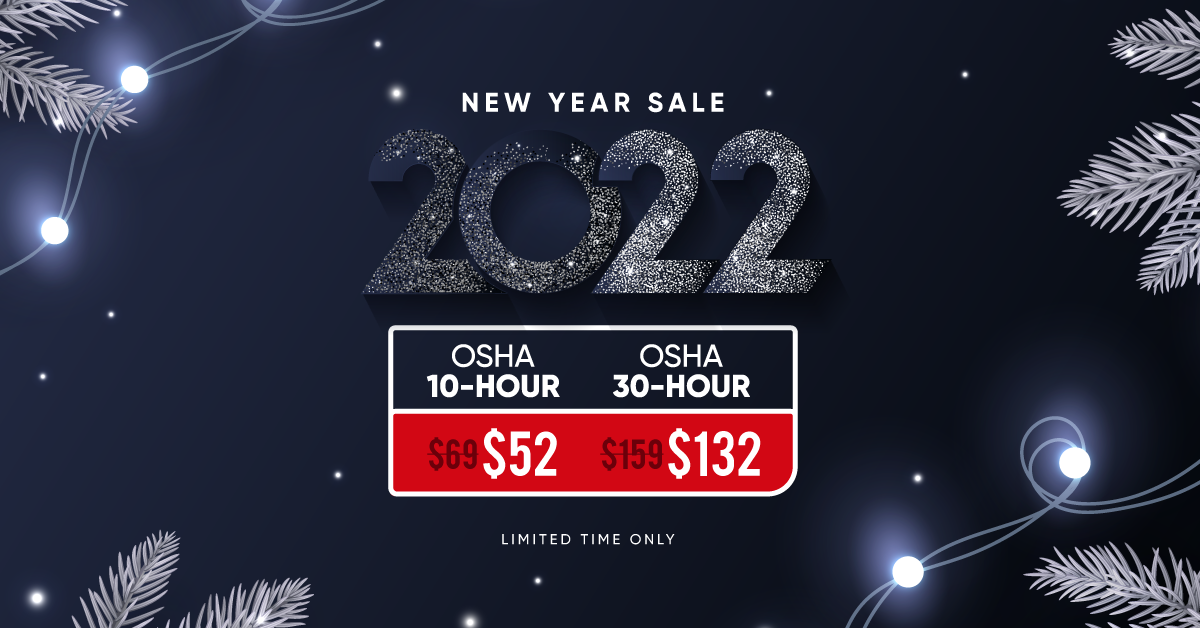 NEW YEAR SALE
2022
OSHA
10-HOUR
OSHA
30-HOUR
$69 $52
$159 $132
LIMITED TIME ONLY